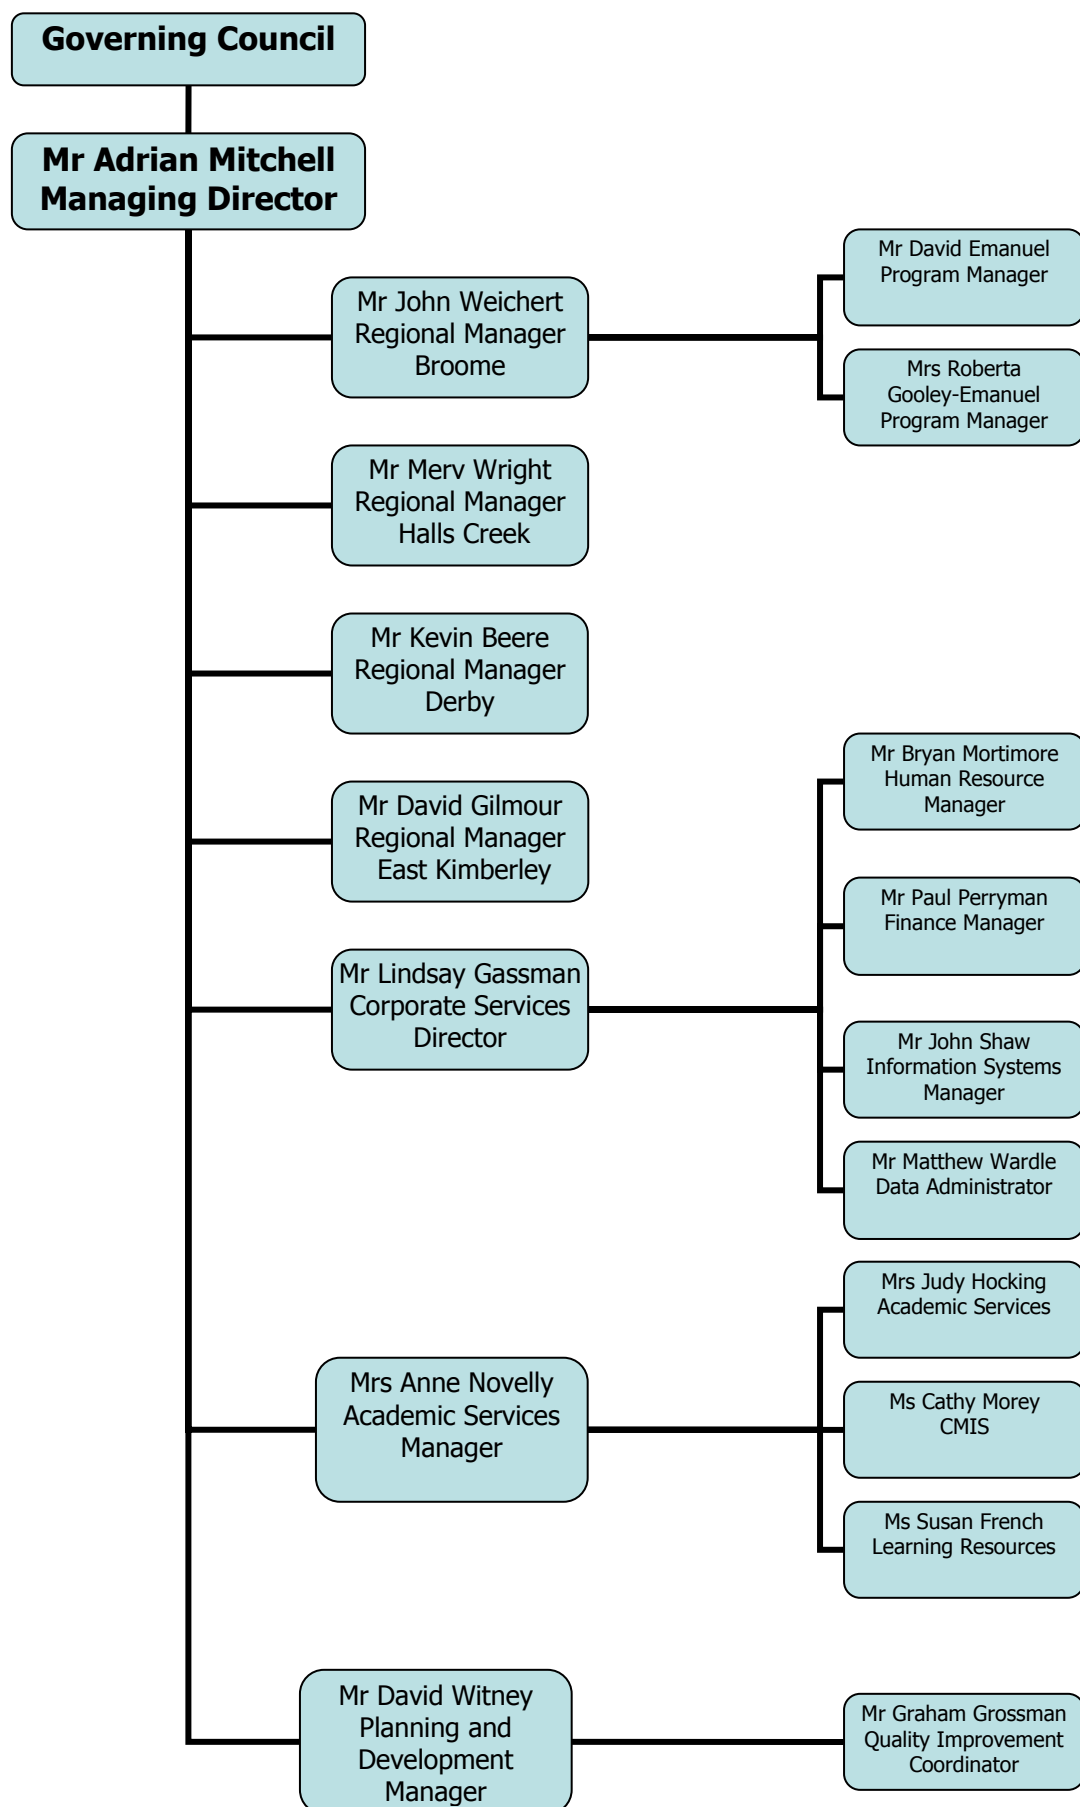 Governing Council
Mr Adrian Mitchell
Managing Director
Mr John Weichert
Regional Manager
Broome
Mr David Emanuel
Program Manager
Mrs Roberta
Gooley-Emanuel
Program Manager
Mr Merv Wright
Regional Manager
Halls Creek
Mr Kevin Beere
Regional Manager
Derby
Mr David Gilmour
Regional Manager
East Kimberley
Mr Lindsay Gassman
Corporate Services
Director
Mr Bryan Mortimore
Human Resource
Manager
Mr Paul Perryman
Finance Manager
Mr John Shaw
Information Systems
Manager
Mr Matthew Wardle
Data Administrator
Mrs Anne Novelly
Academic Services
Manager
Mrs Judy Hocking
Academic Services
Ms Cathy Morey
CMIS
Ms Susan French
Learning Resources
Mr David Witney
Planning and
Development
Manager
Mr Graham Grossman
Quality Improvement
Coordinator